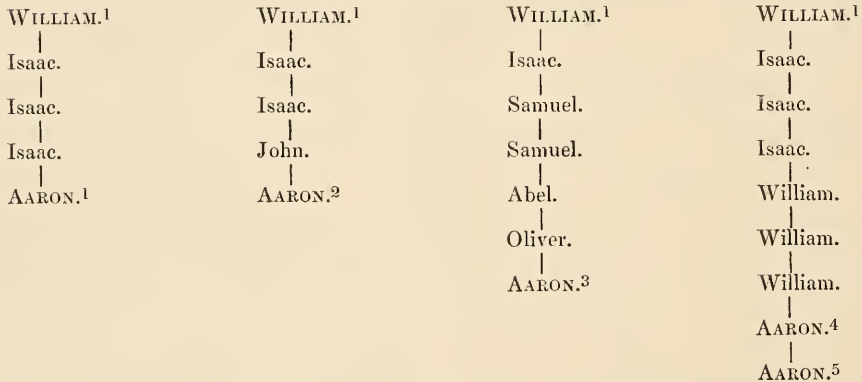 WILLIAM.¹
Isaac.
Isaac.
Isaac.
AARON.¹
WILLIAM.¹
Isaac.
Isaac.
John.
AARON.²
WILLIAM.¹
Isaac.
Samuel.
Samuel.
Abel.
Oliver.
AARON.³
WILLIAM.¹
Isaac.
Isaac.
Isaac.
William.
William.
William.
AARON.⁴
AARON.⁵